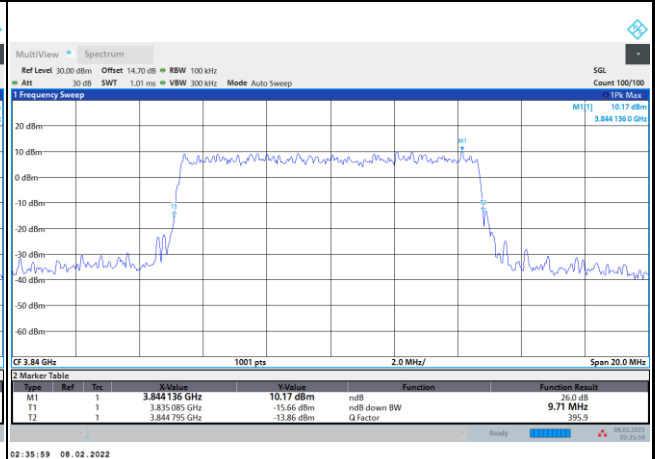 MultiView Spectrum
Ref Level 30.00 dBm Offset 14.70 dB RBW 100 kHz SGL
Att 30 dB SWT 1.01 ms VBW 300 kHz Mode Auto Sweep Count 100/100
1 Frequency Sweep 1Pk Max
M1[1] 10.17 dBm
3.844 136 0 GHz
M1
20 dBm
10 dBm
0 dBm
-10 dBm
T1 T2
-20 dBm
-30 dBm
-40 dBm
-50 dBm
-60 dBm
CF 3.84 GHz 1001 pts 2.0 MHz/ Span 20.0 MHz
2 Marker Table
Type Ref Trc X-Value Y-Value Function Function Result
M1 1 3.844 136 GHz 10.17 dBm ndB 26.0 dB
T1 1 3.835 085 GHz -15.66 dBm ndB down BW 9.71 MHz
T2 1 3.844 795 GHz -13.86 dBm Q Factor 395.9
Ready 08.02.2022
02:35:59
02:35:59 08.02.2022